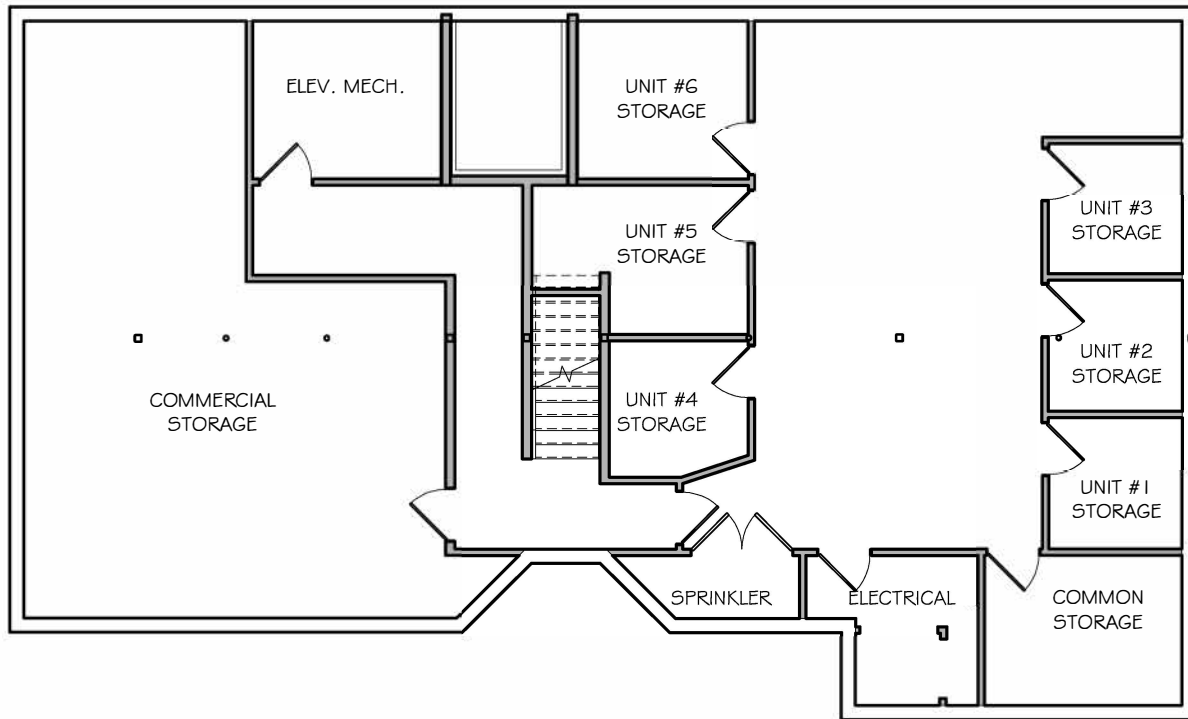 ELEV. MECH.
UNIT #6
STORAGE
UNIT #3
STORAGE
UNIT #5
STORAGE
UNIT #2
STORAGE
COMMERCIAL
STORAGE
UNIT #4
STORAGE
UNIT #1
STORAGE
SPRINKLER
ELECTRICAL
COMMON
STORAGE